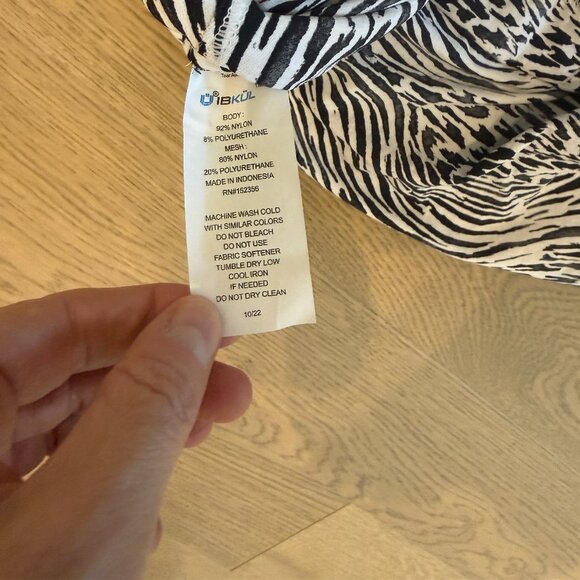 IBKÜL
BODY:
92% NYLON
8% POLYURETHANE
MESH:
80% NYLON
20% POLYURETHANE
MADE IN INDONESIA
RN#152356
MACHINE WASH COLD
WITH SIMILAR COLORS
DO NOT BLEACH
DO NOT USE
FABRIC SOFTENER
TUMBLE DRY LOW
COOL IRON
IF NEEDED
DO NOT DRY CLEAN
10/22